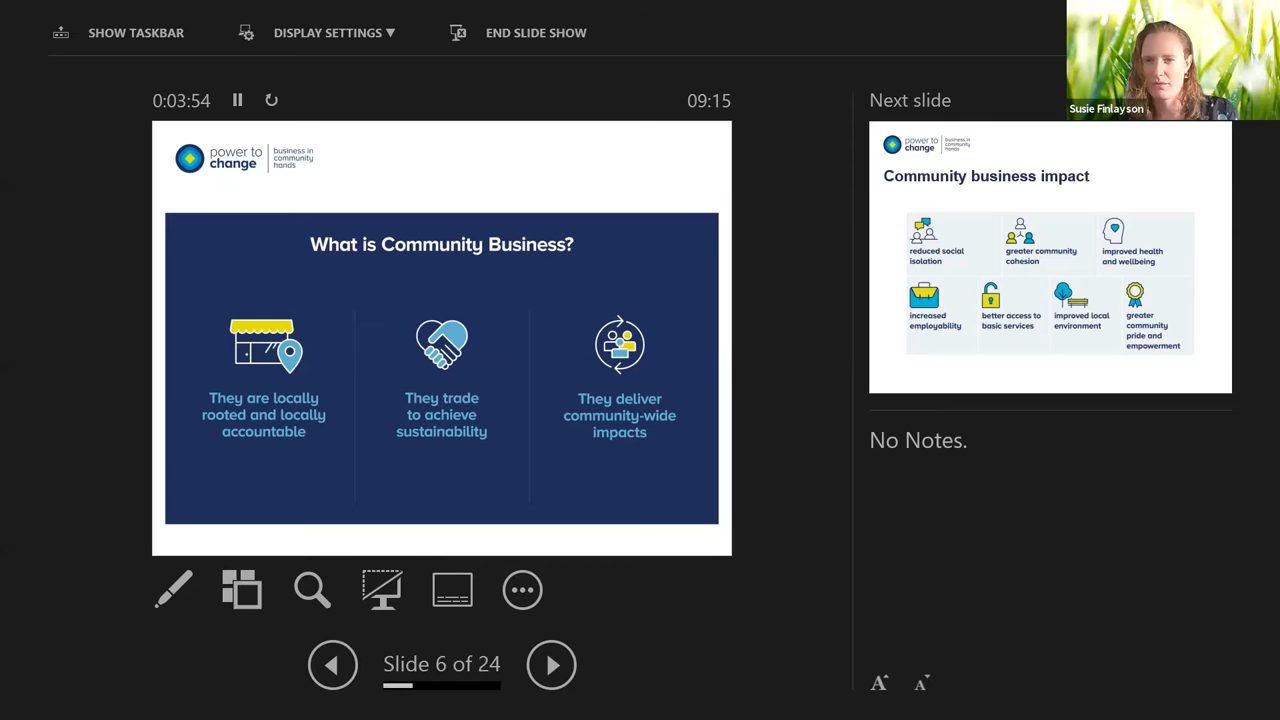 SHOW TASKBAR
DISPLAY SETTINGS ▼
END SLIDE SHOW
0:03:54
09:15
power to
change
business in
community
hands
What is Community Business?
They are locally
rooted and locally
accountable
They trade
to achieve
sustainability
They deliver
community-wide
impacts
Slide 6 of 24
Next slide
Susie Finlayson
power to
change
business in
community
hands
Community business impact
reduced social
isolation
greater community
cohesion
improved health
and wellbeing
increased
employability
better access to
basic services
improved local
environment
greater
community
pride and
empowerment
No Notes.
A
A